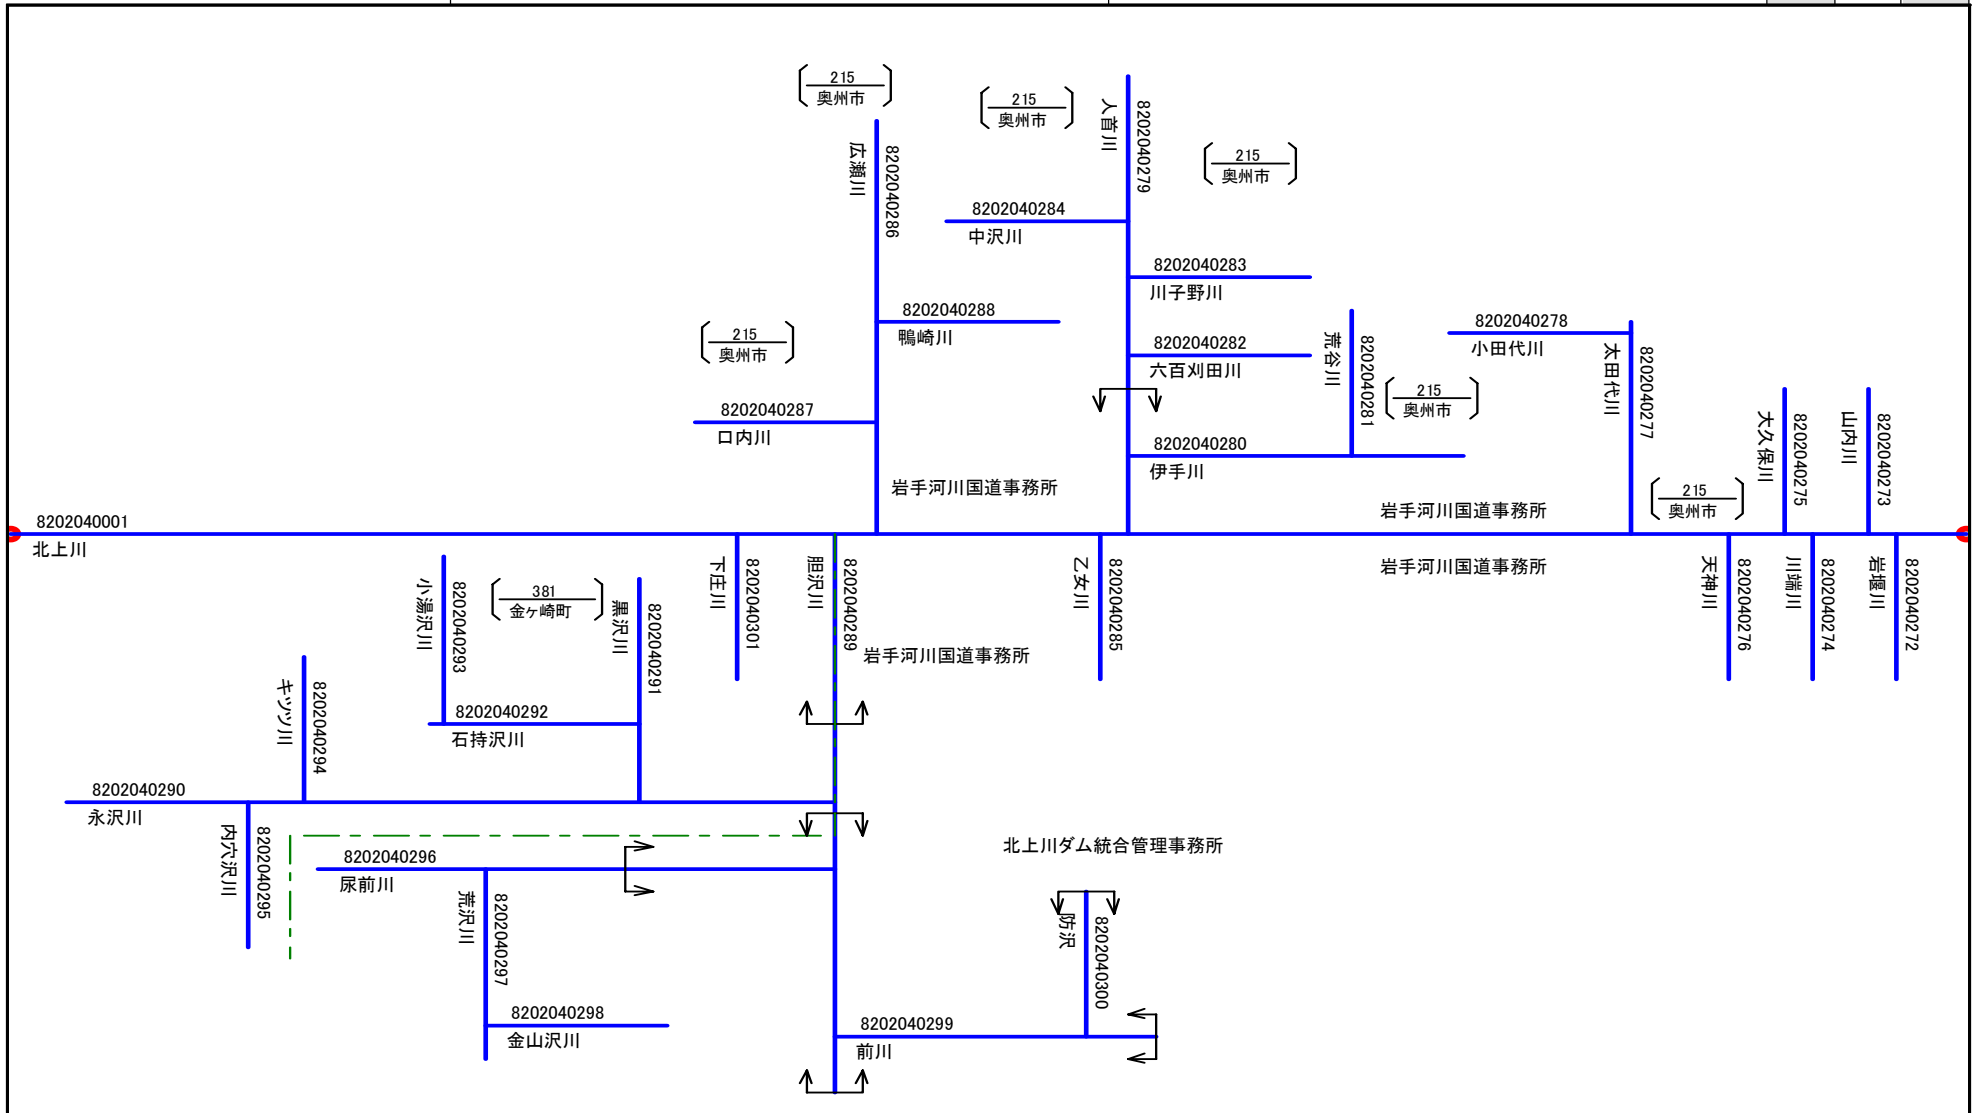 215
奥州市
215
奥州市
人首川
8202040279
広瀬川
8202040286
215
奥州市
8202040284
中沢川
8202040283
川子野川
8202040288
鴨崎川
215
奥州市
8202040282
六百刈田川
荒谷川
8202040281
8202040278
小田代川
太田代川
8202040277
215
奥州市
8202040287
口内川
8202040280
伊手川
大久保川
8202040275
山内川
8202040273
岩手河川国道事務所
岩手河川国道事務所
215
奥州市
8202040001
北上川
岩手河川国道事務所
小湯沢川
8202040293
381
金ヶ崎町
黒沢川
8202040291
下庄川
8202040301
胆沢川
8202040289
乙女川
8202040285
天神川
8202040276
川端川
8202040274
岩堰川
8202040272
岩手河川国道事務所
キツツ川
8202040294
8202040292
石持沢川
8202040290
永沢川
内穴沢川
8202040295
8202040296
尿前川
北上川ダム統合管理事務所
荒沢川
8202040297
防沢
8202040300
8202040298
金山沢川
8202040299
前川